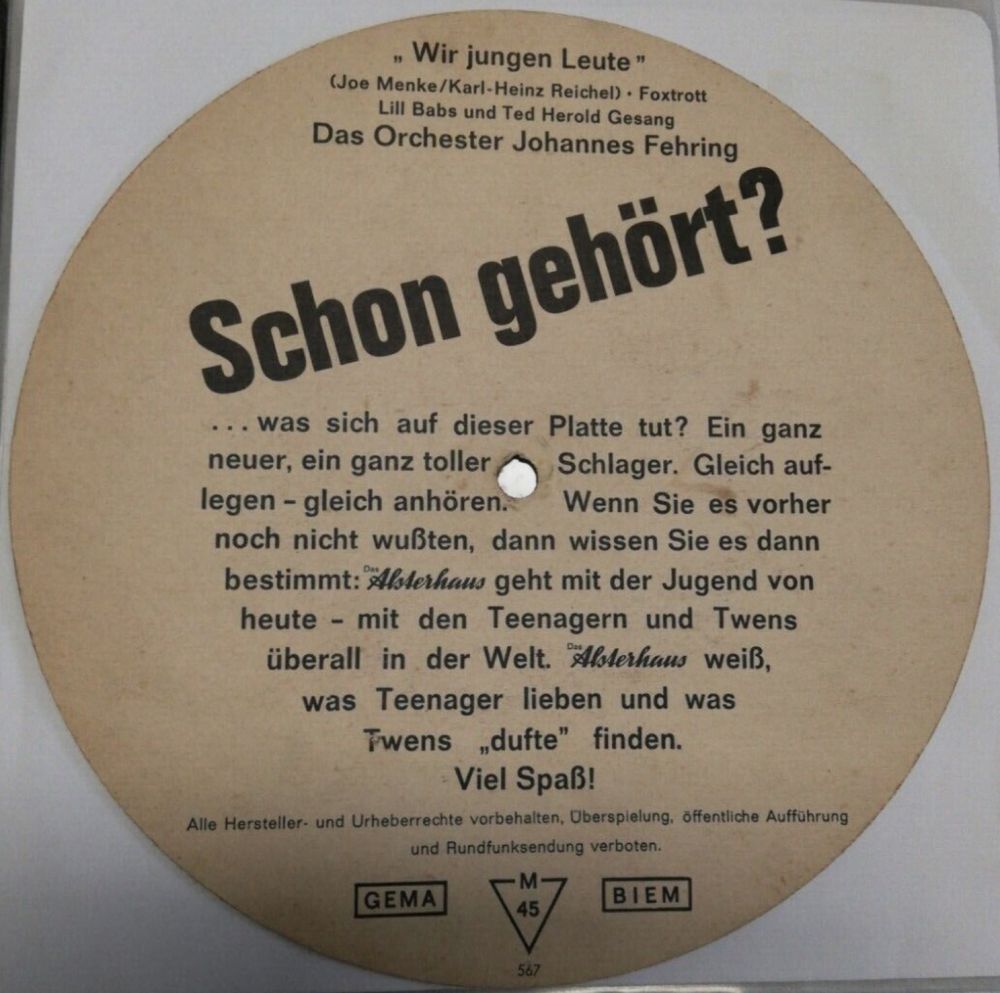 „Wir jungen Leute”
(Joe Menke/Karl-Heinz Reichel) · Foxtrott
Lill Babs und Ted Herold Gesang
Das Orchester Johannes Fehring
Schon gehört?
...was sich auf dieser Platte tut? Ein ganz
neuer, ein ganz toller Schlager. Gleich auf-
legen – gleich anhören. Wenn Sie es vorher
noch nicht wußten, dann wissen Sie es dann
bestimmt: Das Alsterhaus geht mit der Jugend von
heute – mit den Teenagern und Twens
überall in der Welt. Das Alsterhaus weiß,
was Teenager lieben und was
Twens „dufte” finden.
Viel Spaß!
Alle Hersteller- und Urheberrechte vorbehalten, Überspielung, öffentliche Aufführung
und Rundfunksendung verboten.
GEMA M 45 BIEM
567